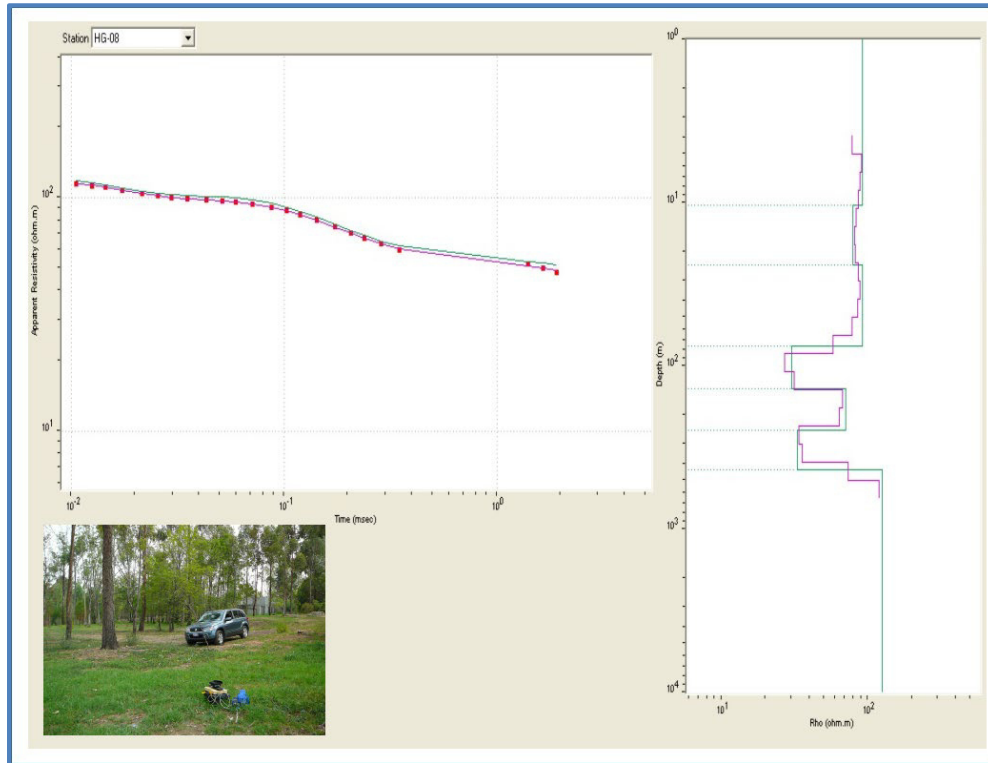 Station HG-08
10²
10¹
Apparent Resistivity (ohm.m)
10⁻²
10⁻¹
10⁰
Time (msec)
10⁰
10¹
10²
10³
10⁴
Depth (m)
10¹
10²
Rho (ohm.m)